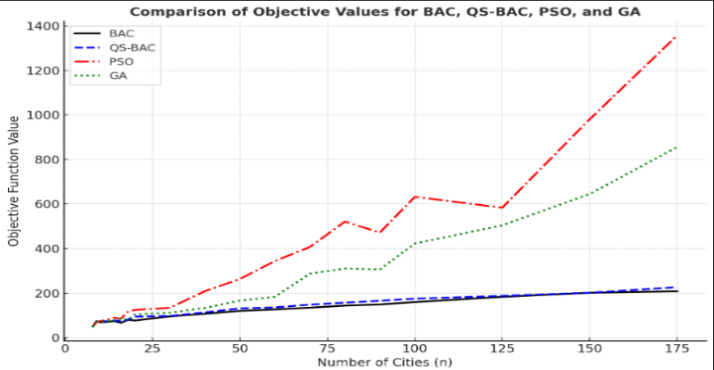 Comparison of Objective Values for BAC, QS-BAC, PSO, and GA
BAC
QS-BAC
PSO
GA
Objective Function Value
1400
1200
1000
800
600
400
200
0
0 25 50 75 100 125 150 175
Number of Cities (n)